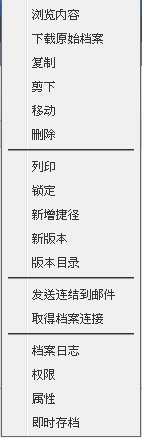 浏览内容
下载原始档案
复制
剪下
移动
删除
列印
锁定
新增捷径
新版本
版本目录
发送连结到邮件
取得档案连接
档案日志
权限
属性
即时存档